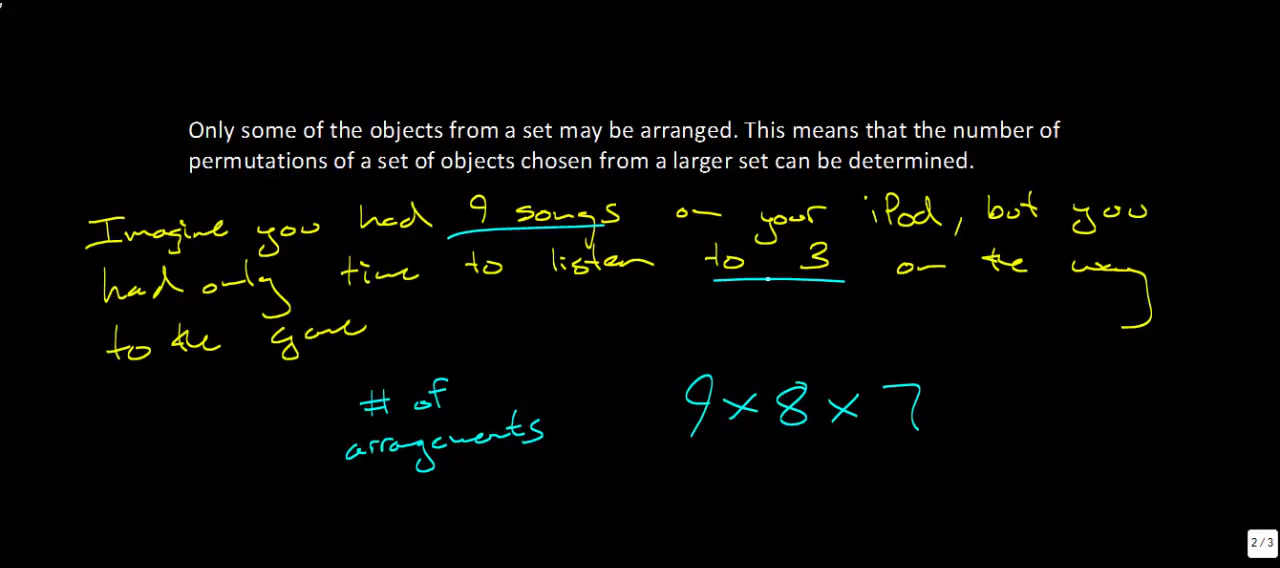 Only some of the objects from a set may be arranged. This means that the number of
permutations of a set of objects chosen from a larger set can be determined.
Imagine you had 9 songs on your iPod, but you
had only time to listen to 3 on the way
to the game
# of
arrangements
9 × 8 × 7
2 / 3